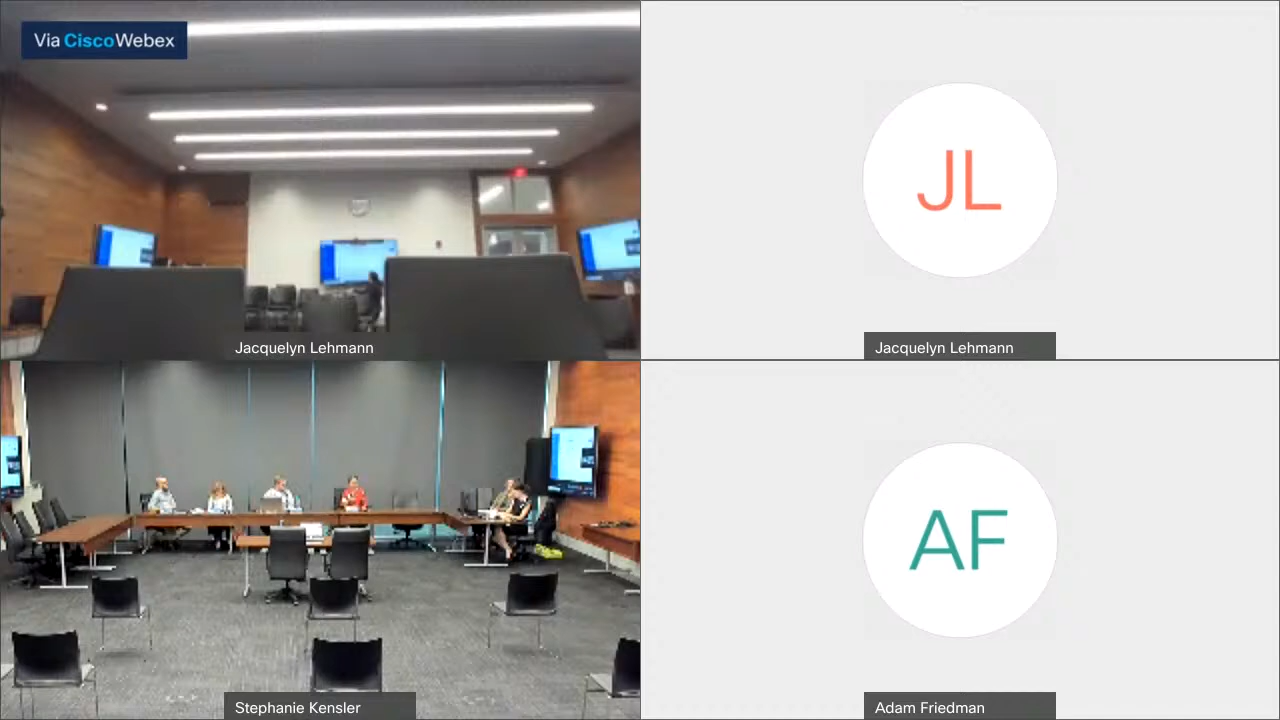 Via CiscoWebex
Jacquelyn Lehmann
JL
Jacquelyn Lehmann
Stephanie Kensler
AF
Adam Friedman